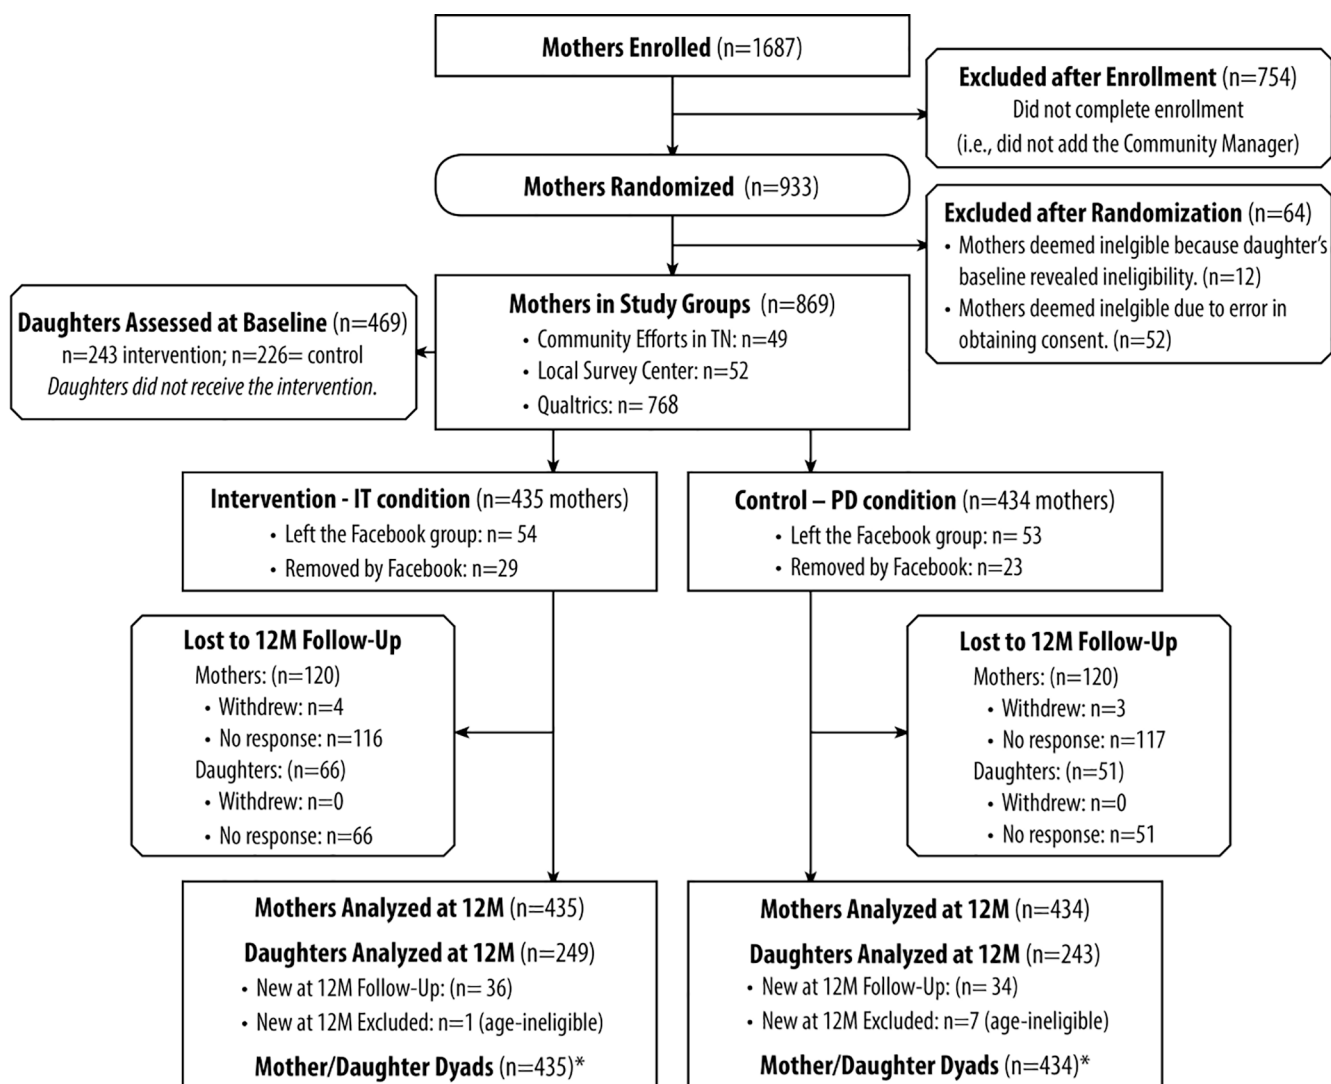 Mothers Enrolled (n=1687)
Excluded after Enrollment (n=754)
Did not complete enrollment
(i.e., did not add the Community Manager)
Mothers Randomized (n=933)
Excluded after Randomization (n=64)
• Mothers deemed inelgible because daughter's
baseline revealed ineligibility. (n=12)
• Mothers deemed inelgible due to error in
obtaining consent. (n=52)
Mothers in Study Groups (n=869)
• Community Efforts in TN: n=49
• Local Survey Center: n=52
• Qualtrics: n= 768
Daughters Assessed at Baseline (n=469)
n=243 intervention; n=226= control
Daughters did not receive the intervention.
Intervention - IT condition (n=435 mothers)
• Left the Facebook group: n= 54
• Removed by Facebook: n=29
Control – PD condition (n=434 mothers)
• Left the Facebook group: n= 53
• Removed by Facebook: n=23
Lost to 12M Follow-Up
Mothers: (n=120)
• Withdrew: n=4
• No response: n=116
Daughters: (n=66)
• Withdrew: n=0
• No response: n=66
Lost to 12M Follow-Up
Mothers: (n=120)
• Withdrew: n=3
• No response: n=117
Daughters: (n=51)
• Withdrew: n=0
• No response: n=51
Mothers Analyzed at 12M (n=435)
Daughters Analyzed at 12M (n=249)
• New at 12M Follow-Up: (n= 36)
• New at 12M Excluded: n=1 (age-ineligible)
Mother/Daughter Dyads (n=435)*
Mothers Analyzed at 12M (n=434)
Daughters Analyzed at 12M (n=243)
• New at 12M Follow-Up: (n= 34)
• New at 12M Excluded: n=7 (age-ineligible)
Mother/Daughter Dyads (n=434)*